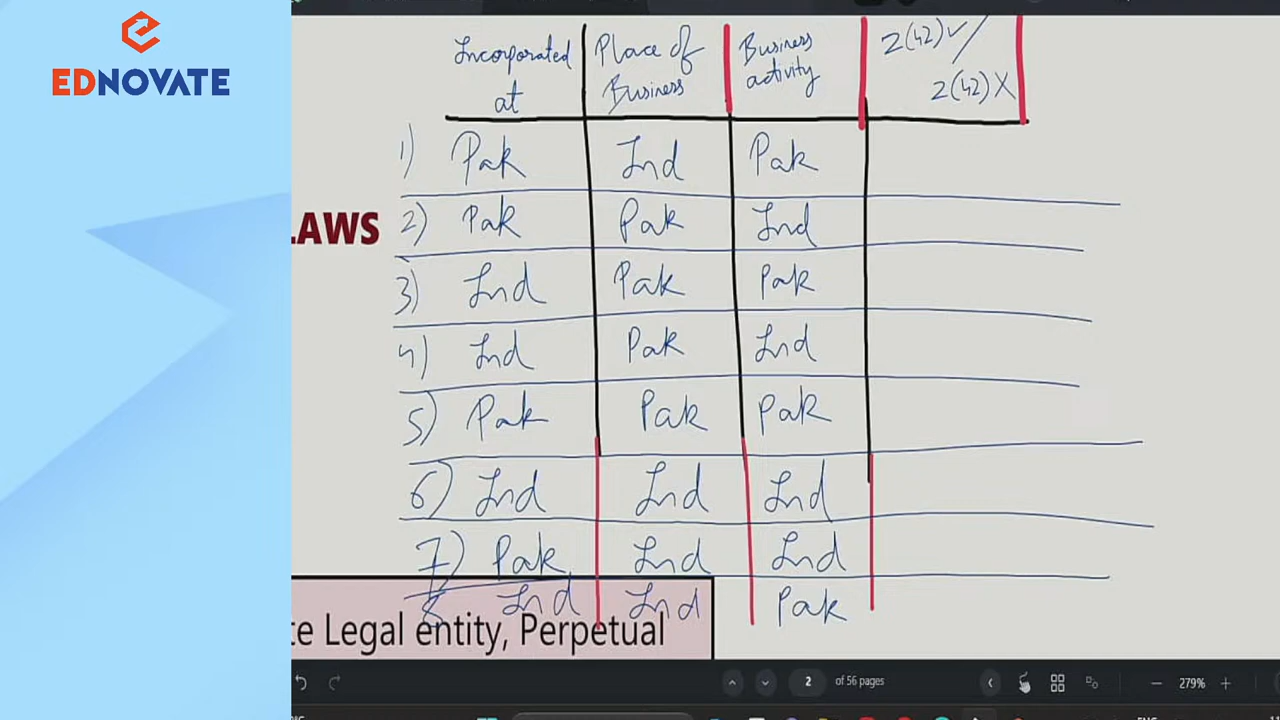 EDNOVATE
Incorporated at | Place of Business | Business activity | 2(42)✓/ 2(42)X
1) Pak | Ind | Pak
LAWS
2) Pak | Pak | Ind
3) Ind | Pak | Pak
4) Ind | Pak | Ind
5) Pak | Pak | Pak
6) Ind | Ind | Ind
7) Pak | Ind | Ind
8 Ind | Ind | Pak
te Legal entity, Perpetual
2 of 56 pages
279%